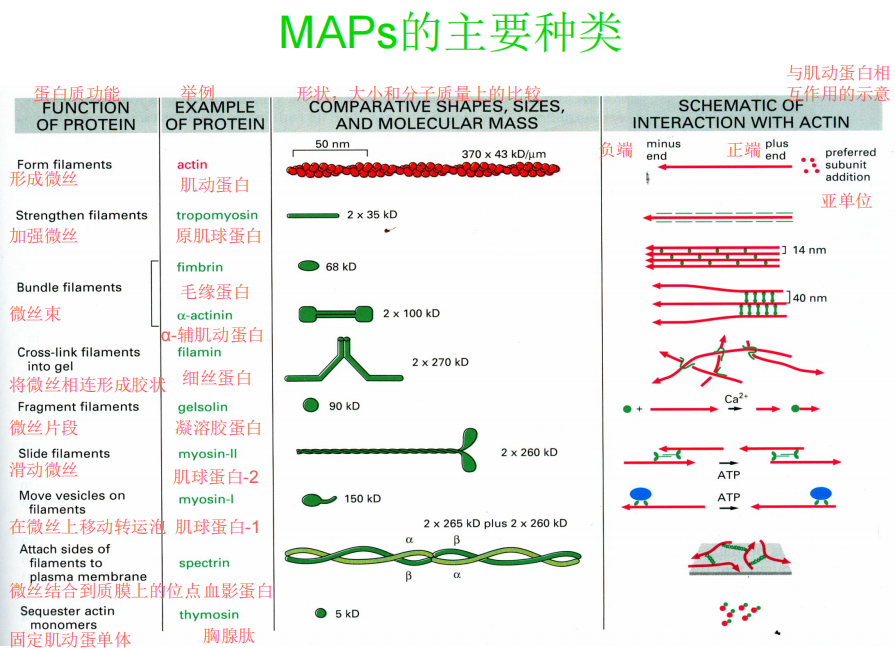 MAPs的主要种类
与肌动蛋白相
互作用的示意
蛋白质功能
举例
形状，大小和分子质量上的比较
FUNCTION
OF PROTEIN
EXAMPLE
OF PROTEIN
COMPARATIVE SHAPES, SIZES,
AND MOLECULAR MASS
SCHEMATIC OF
INTERACTION WITH ACTIN
Form filaments
形成微丝
actin
肌动蛋白
50 nm
370 x 43 kD/μm
负端
minus
end
正端
plus
end
preferred
subunit
addition
亚单位
Strengthen filaments
加强微丝
tropomyosin
原肌球蛋白
2 x 35 kD
Bundle filaments
微丝束
fimbrin
毛缘蛋白
68 kD
14 nm
α-actinin
α-辅肌动蛋白
2 x 100 kD
40 nm
Cross-link filaments
into gel
将微丝相连形成胶状
filamin
细丝蛋白
2 x 270 kD
Fragment filaments
微丝片段
gelsolin
凝溶胶蛋白
90 kD
+
Ca2+
Slide filaments
滑动微丝
myosin-II
肌球蛋白-2
2 x 260 kD
ATP
Move vesicles on
filaments
在微丝上移动转运泡
myosin-I
肌球蛋白-1
150 kD
ATP
Attach sides of
filaments to
plasma membrane
微丝结合到质膜上的位点
spectrin
血影蛋白
2 x 265 kD plus 2 x 260 kD
α β
β α
Sequester actin
monomers
固定肌动蛋单体
thymosin
胸腺肽
5 kD